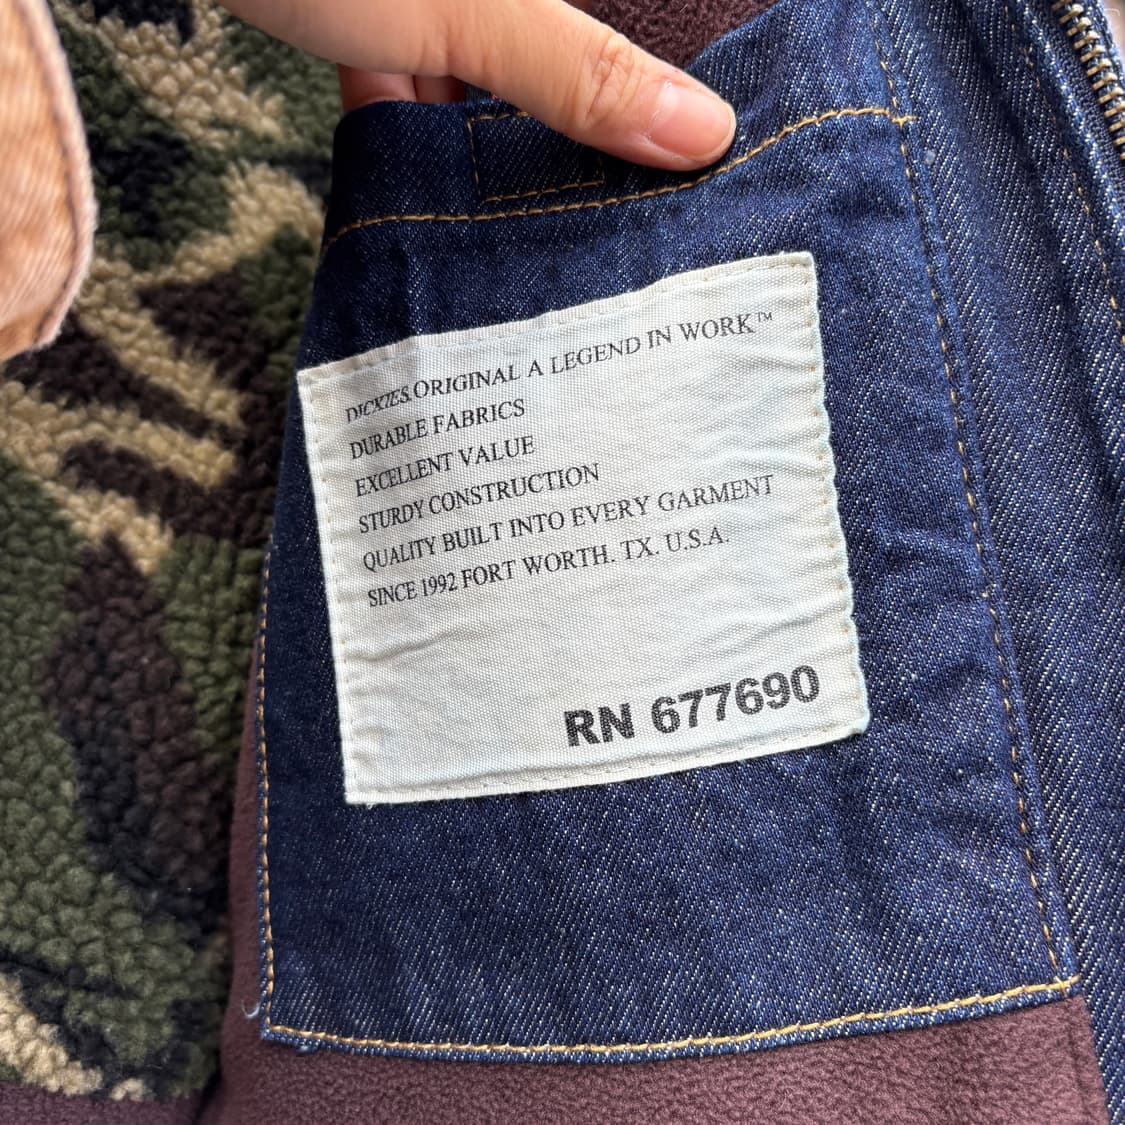 DICKIES. ORIGINAL A LEGEND IN WORK™
DURABLE FABRICS
EXCELLENT VALUE
STURDY CONSTRUCTION
QUALITY BUILT INTO EVERY GARMENT
SINCE 1992 FORT WORTH. TX. U.S.A.
RN 677690